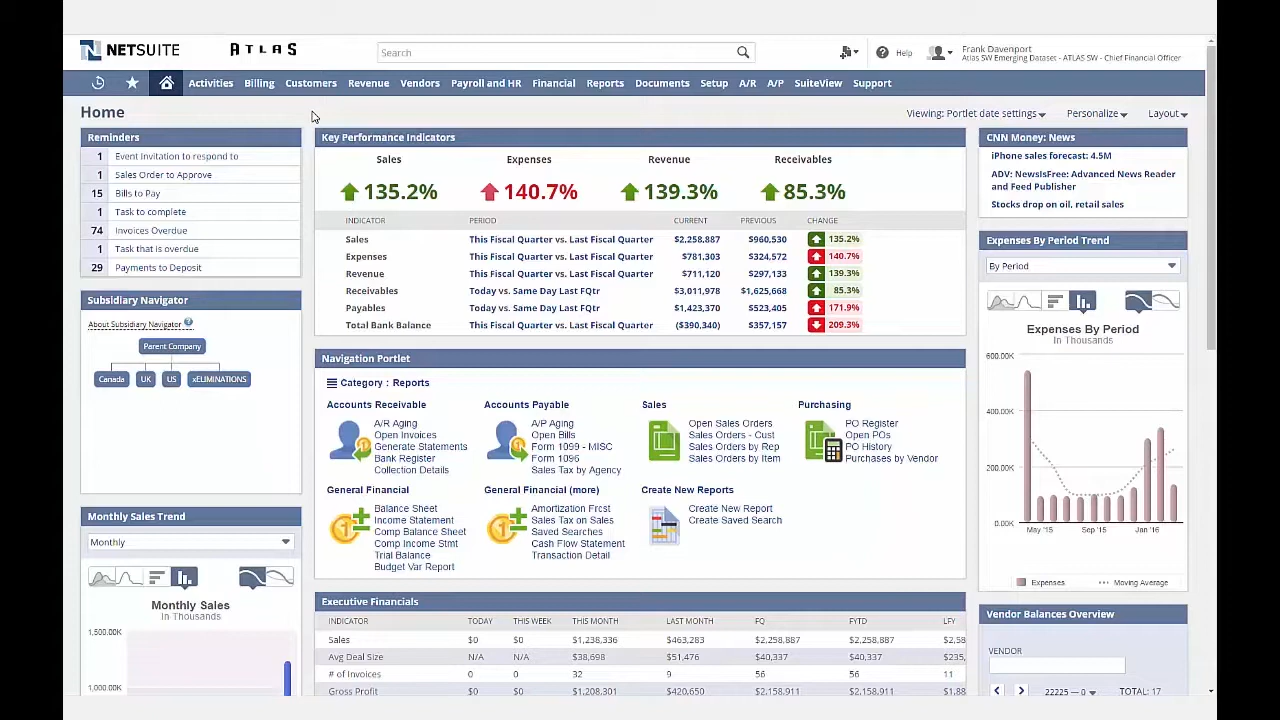 NETSUITE
ATLAS
Search
Help
Frank Davenport
Atlas SW Emerging Dataset - ATLAS SW - Chief Financial Officer
Activities Billing Customers Revenue Vendors Payroll and HR Financial Reports Documents Setup A/R A/P SuiteView Support
Home
Viewing: Portlet date settings Personalize Layout
Reminders
1 Event Invitation to respond to
1 Sales Order to Approve
15 Bills to Pay
1 Task to complete
74 Invoices Overdue
1 Task that is overdue
29 Payments to Deposit
Subsidiary Navigator
About Subsidiary Navigator ?
Parent Company
Canada UK US xELIMINATIONS
Monthly Sales Trend
Monthly
Monthly Sales
In Thousands
1,500.00K
1,000.00K
Key Performance Indicators
Sales Expenses Revenue Receivables
135.2% 140.7% 139.3% 85.3%
INDICATOR PERIOD CURRENT PREVIOUS CHANGE
Sales This Fiscal Quarter vs. Last Fiscal Quarter $2,258,887 $960,530 135.2%
Expenses This Fiscal Quarter vs. Last Fiscal Quarter $781,303 $324,572 140.7%
Revenue This Fiscal Quarter vs. Last Fiscal Quarter $711,120 $297,133 139.3%
Receivables Today vs. Same Day Last FQtr $3,011,978 $1,625,668 85.3%
Payables Today vs. Same Day Last FQtr $1,423,370 $523,405 171.9%
Total Bank Balance This Fiscal Quarter vs. Last Fiscal Quarter ($390,340) $357,157 209.3%
Navigation Portlet
Category : Reports
Accounts Receivable
A/R Aging
Open Invoices
Generate Statements
Bank Register
Collection Details
Accounts Payable
A/P Aging
Open Bills
Form 1099 - MISC
Form 1096
Sales Tax by Agency
Sales
Open Sales Orders
Sales Orders - Cust
Sales Orders by Rep
Sales Orders by Item
Purchasing
PO Register
Open POs
PO History
Purchases by Vendor
General Financial
Balance Sheet
Income Statement
Comp Balance Sheet
Comp Income Stmt
Trial Balance
Budget Var Report
General Financial (more)
Amortization Frcst
Sales Tax on Sales
Saved Searches
Cash Flow Statement
Transaction Detail
Create New Reports
Create New Report
Create Saved Search
Executive Financials
INDICATOR TODAY THIS WEEK THIS MONTH LAST MONTH FQ FYTD LFY
Sales $0 $0 $1,238,336 $463,283 $2,258,887 $2,258,887 $2,58
Avg Deal Size N/A N/A $38,698 $51,476 $40,337 $40,337 $235,
# of Invoices 0 0 32 9 56 56 11
Gross Profit $0 $0 $1,208,301 $420,650 $2,158,911 $2,158,911 $1,88
CNN Money: News
iPhone sales forecast: 4.5M
ADV: NewsIsFree: Advanced News Reader
and Feed Publisher
Stocks drop on oil, retail sales
Expenses By Period Trend
By Period
Expenses By Period
In Thousands
600.00K
400.00K
200.00K
0.00K
May '15 Sep '15 Jan '16
Expenses Moving Average
Vendor Balances Overview
VENDOR
22225 — 0 TOTAL: 17